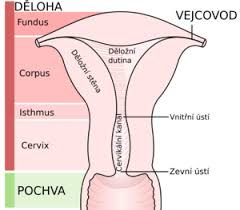 DĚLOHA
VEJCOVOD
Fundus
Děložní
dutina
Děložní stěna
Corpus
Isthmus
Vnitřní ústí
Cervikální kanál
Cervix
Zevní ústí
POCHVA